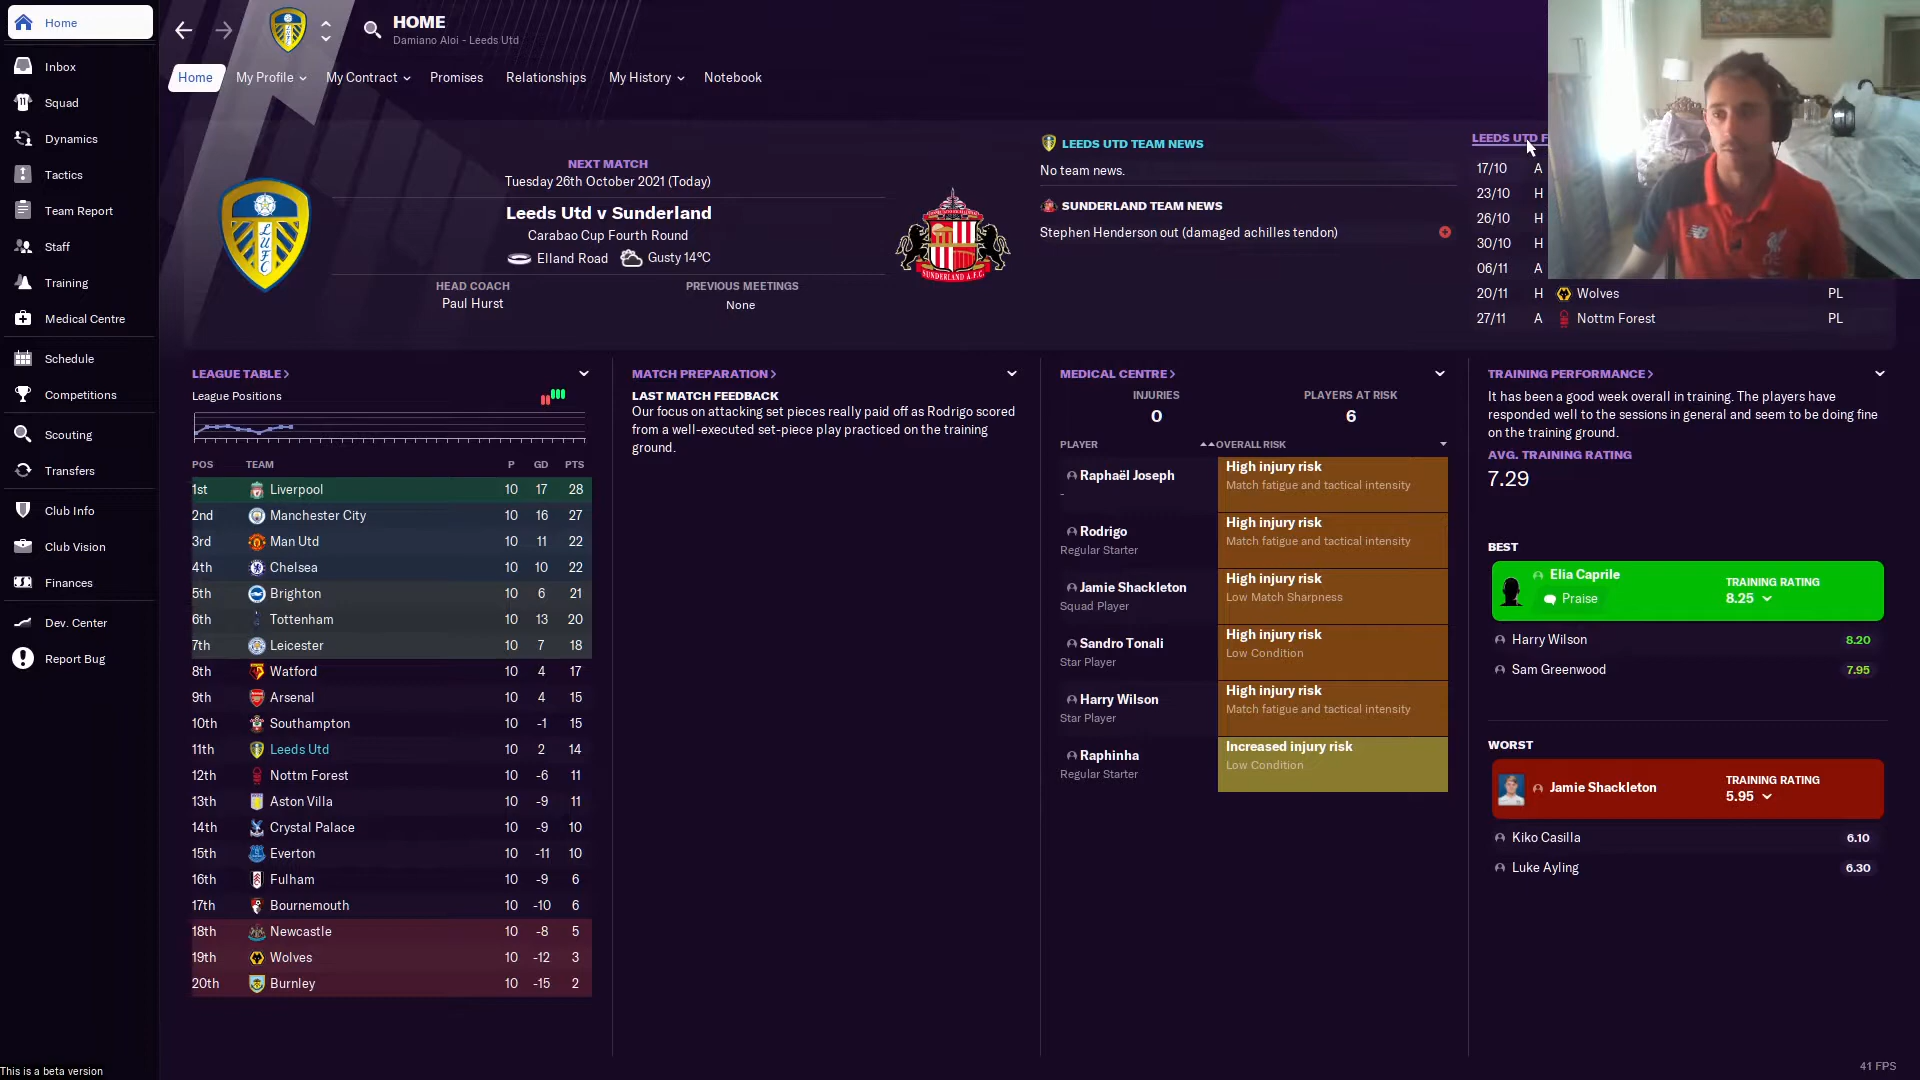 Home
Inbox
Squad
Dynamics
Tactics
Team Report
Staff
Training
Medical Centre
Schedule
Competitions
Scouting
Transfers
Club Info
Club Vision
Finances
Dev. Center
Report Bug
This is a beta version
HOME
Damiano Aloi - Leeds Utd
Home My Profile My Contract Promises Relationships My History Notebook
NEXT MATCH
Tuesday 26th October 2021 (Today)
Leeds Utd v Sunderland
Carabao Cup Fourth Round
Elland Road Gusty 14°C
HEAD COACH PREVIOUS MEETINGS
Paul Hurst None
LEEDS UTD TEAM NEWS
No team news.
SUNDERLAND TEAM NEWS
Stephen Henderson out (damaged achilles tendon)
LEEDS UTD F
17/10 A
23/10 H
26/10 H
30/10 H
06/11 A
20/11 H Wolves PL
27/11 A Nottm Forest PL
LEAGUE TABLE >
League Positions
POS TEAM P GD PTS
1st Liverpool 10 17 28
2nd Manchester City 10 16 27
3rd Man Utd 10 11 22
4th Chelsea 10 10 22
5th Brighton 10 6 21
6th Tottenham 10 13 20
7th Leicester 10 7 18
8th Watford 10 4 17
9th Arsenal 10 4 15
10th Southampton 10 -1 15
11th Leeds Utd 10 2 14
12th Nottm Forest 10 -6 11
13th Aston Villa 10 -9 11
14th Crystal Palace 10 -9 10
15th Everton 10 -11 10
16th Fulham 10 -9 6
17th Bournemouth 10 -10 6
18th Newcastle 10 -8 5
19th Wolves 10 -12 3
20th Burnley 10 -15 2
MATCH PREPARATION >
LAST MATCH FEEDBACK
Our focus on attacking set pieces really paid off as Rodrigo scored
from a well-executed set-piece play practiced on the training
ground.
MEDICAL CENTRE >
INJURIES PLAYERS AT RISK
0 6
PLAYER OVERALL RISK
Raphaël Joseph High injury risk
- Match fatigue and tactical intensity
Rodrigo High injury risk
Regular Starter Match fatigue and tactical intensity
Jamie Shackleton High injury risk
Squad Player Low Match Sharpness
Sandro Tonali High injury risk
Star Player Low Condition
Harry Wilson High injury risk
Star Player Match fatigue and tactical intensity
Raphinha Increased injury risk
Regular Starter Low Condition
TRAINING PERFORMANCE >
It has been a good week overall in training. The players have
responded well to the sessions in general and seem to be doing fine
on the training ground.
AVG. TRAINING RATING
7.29
BEST
Elia Caprile TRAINING RATING
Praise 8.25
Harry Wilson 8.20
Sam Greenwood 7.95
WORST
Jamie Shackleton TRAINING RATING
5.95
Kiko Casilla 6.10
Luke Ayling 6.30
41 FPS